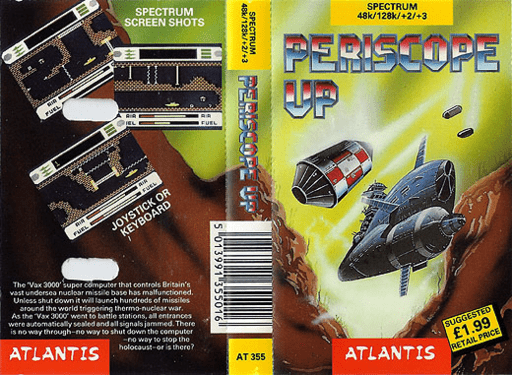 SPECTRUM
SCREEN SHOTS
AIR
FUEL
AIR
FUEL
AIR
FUEL
AIR
FUEL
JOYSTICK OR
KEYBOARD
The 'Vax 3000' super computer that controls Britain's
vast undersea nuclear missile base has malfunctioned.
Unless shut down it will launch hundreds of missiles
around the world triggering thermo-nuclear war.
As the 'Vax 3000' went to battle stations, all entrances
were automatically sealed and all signals jammed. There
is no way through–no way to shut down the computer
–no way to stop the
holocaust–or is there?
ATLANTIS
SPECTRUM
48k/128k/+2/+3
PERISCOPE UP
5 013991 355016
AT 355
SPECTRUM
48k/128k/+2/+3
PERISCOPE
UP
SUGGESTED
£1.99
RETAIL PRICE
ATLANTIS